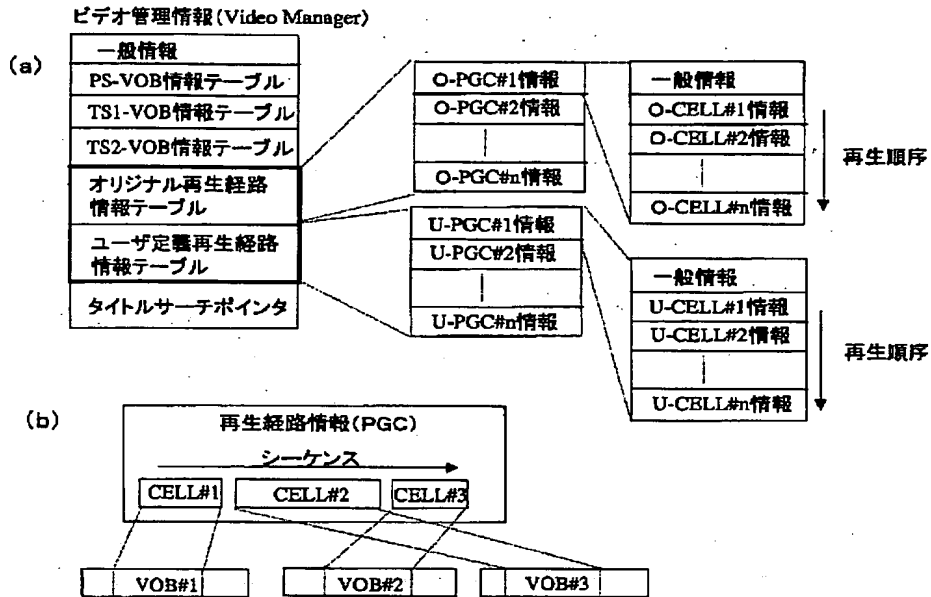 ビデオ管理情報(Video Manager)
(a)
一般情報
PS-VOB情報テーブル
TS1-VOB情報テーブル
TS2-VOB情報テーブル
オリジナル再生経路
情報テーブル
ユーザ定義再生経路
情報テーブル
タイトルサーチポインタ
O-PGC#1情報
O-PGC#2情報
O-PGC#n情報
U-PGC#1情報
U-PGC#2情報
U-PGC#n情報
一般情報
O-CELL#1情報
O-CELL#2情報
O-CELL#n情報
再生順序
一般情報
U-CELL#1情報
U-CELL#2情報
U-CELL#n情報
再生順序
(b)
再生経路情報(PGC)
シーケンス
CELL#1
CELL#2
CELL#3
VOB#1
VOB#2
VOB#3